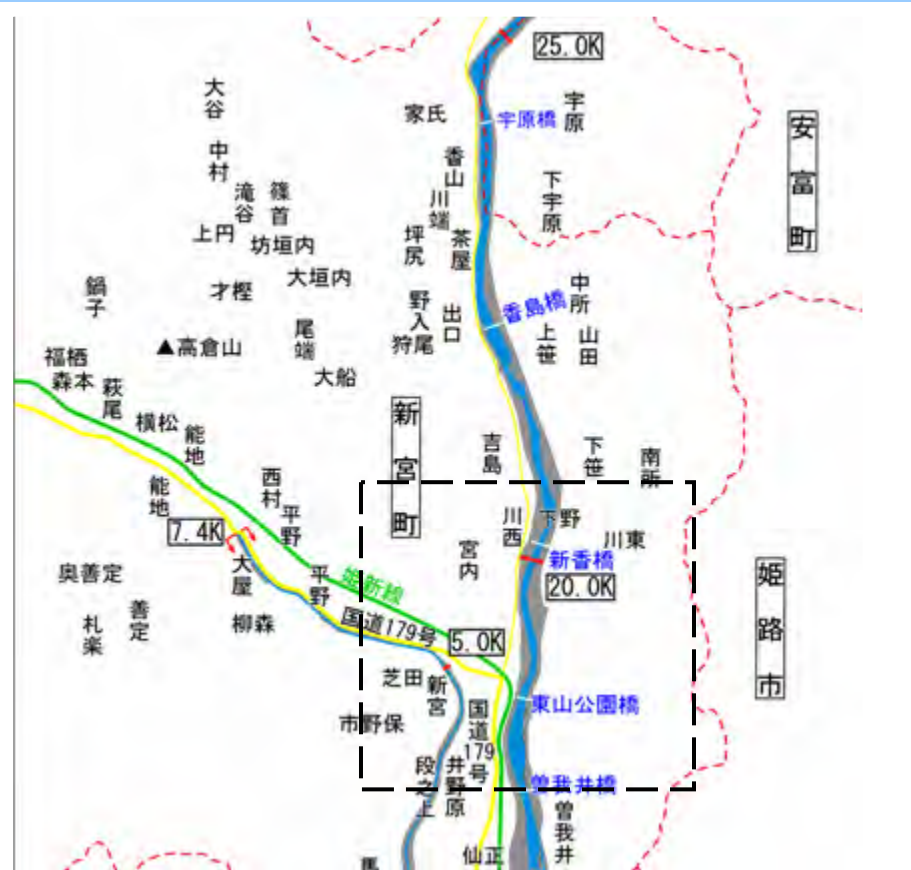 25.0K
大谷
家氏
宇原橋
宇原
安富町
中村
香山
滝谷
篠首
川端
下宇原
上円
坊垣内
坪尻
茶屋
大垣内
鍋子
才樫
野入
出口
香島橋
中所
▲高倉山
尾端
狩尾
上笹
山田
福栖
森本
萩尾
大船
横松
能地
新宮町
吉島
下笹
南所
能地
西村
平野
川西
下野
7.4K
宮内
川東
新香橋
奥善定
大屋
平野
姫新線
20.0K
姫路市
札楽
善定
柳森
国道179号
5.0K
芝田
新宮
東山公園橋
市野保
国道179号
段之上
井野原
曽我井橋
曽我井
仙正